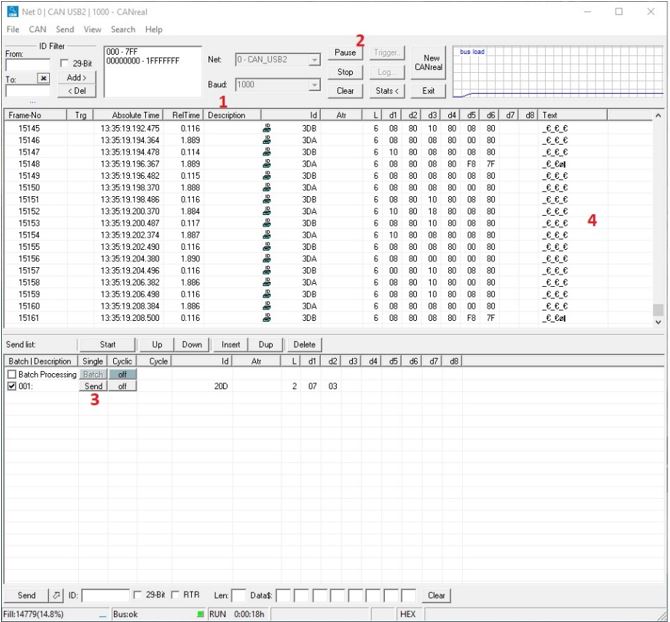 Net 0 | CAN USB2 | 1000 - CANreal
File CAN Send View Search Help
ID Filter
From:
29-Bit
To:
Add >
< Del
...
000 - 7FF
00000000 - 1FFFFFFF
Net: 0 - CAN_USB2
Baud: 1000
1
2
Pause Trigger..
Stop Log...
Clear Stats <
New CANreal
Exit
bus load
Frame-No Trg Absolute Time RelTime Description Id Atr L d1 d2 d3 d4 d5 d6 d7 d8 Text
15145 13:35:19.192.475 0.116 3DB 6 08 80 10 80 08 80 _€_€_€
15146 13:35:19.194.364 1.889 3DA 6 08 80 08 80 08 80 _€_€_€
15147 13:35:19.194.478 0.114 3DB 6 10 80 08 80 00 80 _€_€_€
15148 13:35:19.196.367 1.889 3DA 6 08 80 08 80 F8 7F _€_€ø
15149 13:35:19.196.482 0.115 3DB 6 08 80 08 80 08 80 _€_€_€
15150 13:35:19.198.370 1.888 3DA 6 08 80 00 80 00 80 _€_€_€
15151 13:35:19.198.486 0.116 3DB 6 08 80 10 80 08 80 _€_€_€
15152 13:35:19.200.370 1.884 3DA 6 10 80 18 80 08 80 _€_€_€
15153 13:35:19.200.487 0.117 3DB 6 08 80 10 80 08 80 _€_€_€
15154 13:35:19.202.374 1.887 3DA 6 10 80 08 80 00 80 _€_€_€
15155 13:35:19.202.490 0.116 3DB 6 08 80 08 80 00 80 _€_€_€
15156 13:35:19.204.380 1.890 3DA 6 08 80 08 80 00 80 _€_€_€
15157 13:35:19.204.496 0.116 3DB 6 00 80 10 80 08 80 _€_€_€
15158 13:35:19.206.382 1.886 3DA 6 08 80 10 80 08 80 _€_€_€
15159 13:35:19.206.498 0.116 3DB 6 08 80 10 80 08 80 _€_€_€
15160 13:35:19.208.384 1.886 3DA 6 08 80 08 80 00 80 _€_€_€
15161 13:35:19.208.500 0.116 3DB 6 08 80 08 80 F8 7F _€_€ø
4
Send list: Start Up Down Insert Dup Delete
Batch | Description Single Cyclic Cycle Id Atr L d1 d2 d3 d4 d5 d6 d7 d8
Batch Processing Batch off
001: Send off 20D 2 07 03
3
Send ID: 29-Bit RTR Len: Data$: Clear
Fill:14779(14.8%) Bus:ok RUN 0:00:18h HEX